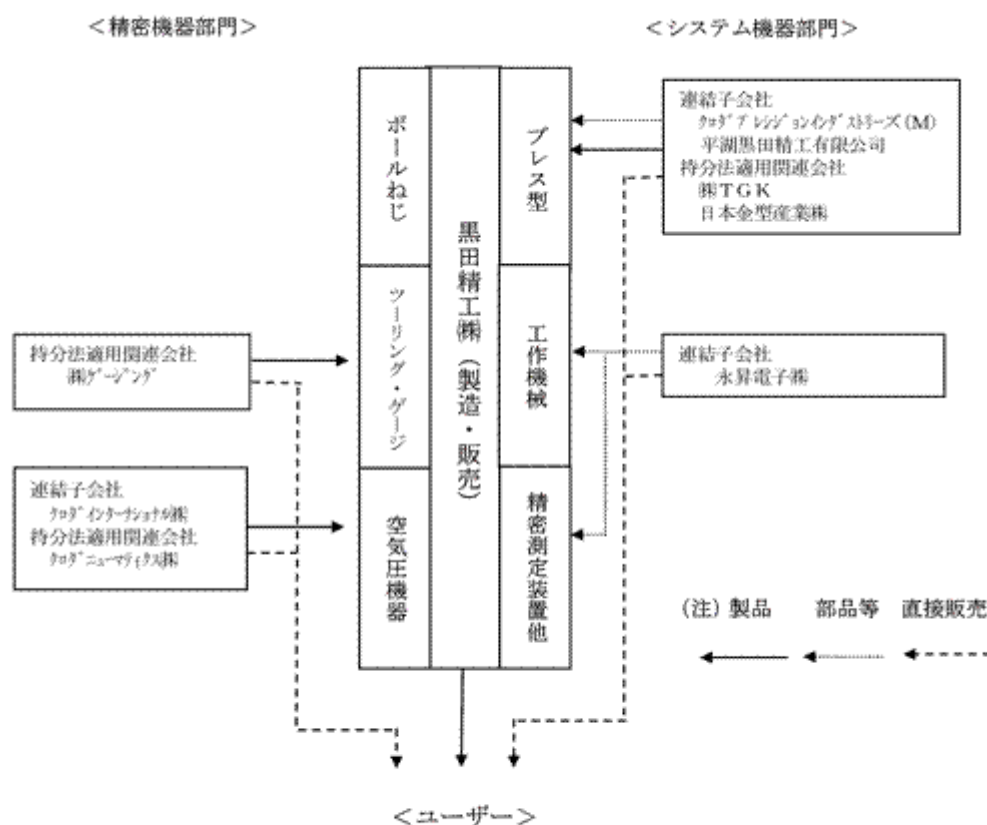 ＜精密機器部門＞
＜システム機器部門＞
ボールねじ
ツーリング・ゲージ
空気圧機器
黒田精工㈱（製造・販売）
プレス型
工作機械
精密測定装置他
持分法適用関連会社
㈱ｹﾞｰｼﾞﾝｸﾞ
連結子会社
ｸﾛﾀﾞｲﾝﾀｰﾅｼｮﾅﾙ㈱
持分法適用関連会社
ｸﾛﾀﾞﾆｭｰﾏﾃｨｸｽ㈱
連結子会社
ｸﾛﾀﾞﾌﾟﾚｼｼﾞｮﾝｲﾝﾀﾞｽﾄﾘｰｽﾞ(M)
平湖黒田精工有限公司
持分法適用関連会社
㈱TGK
日本金型産業㈱
連結子会社
永昇電子㈱
(注) 製品 部品等 直接販売
＜ユーザー＞